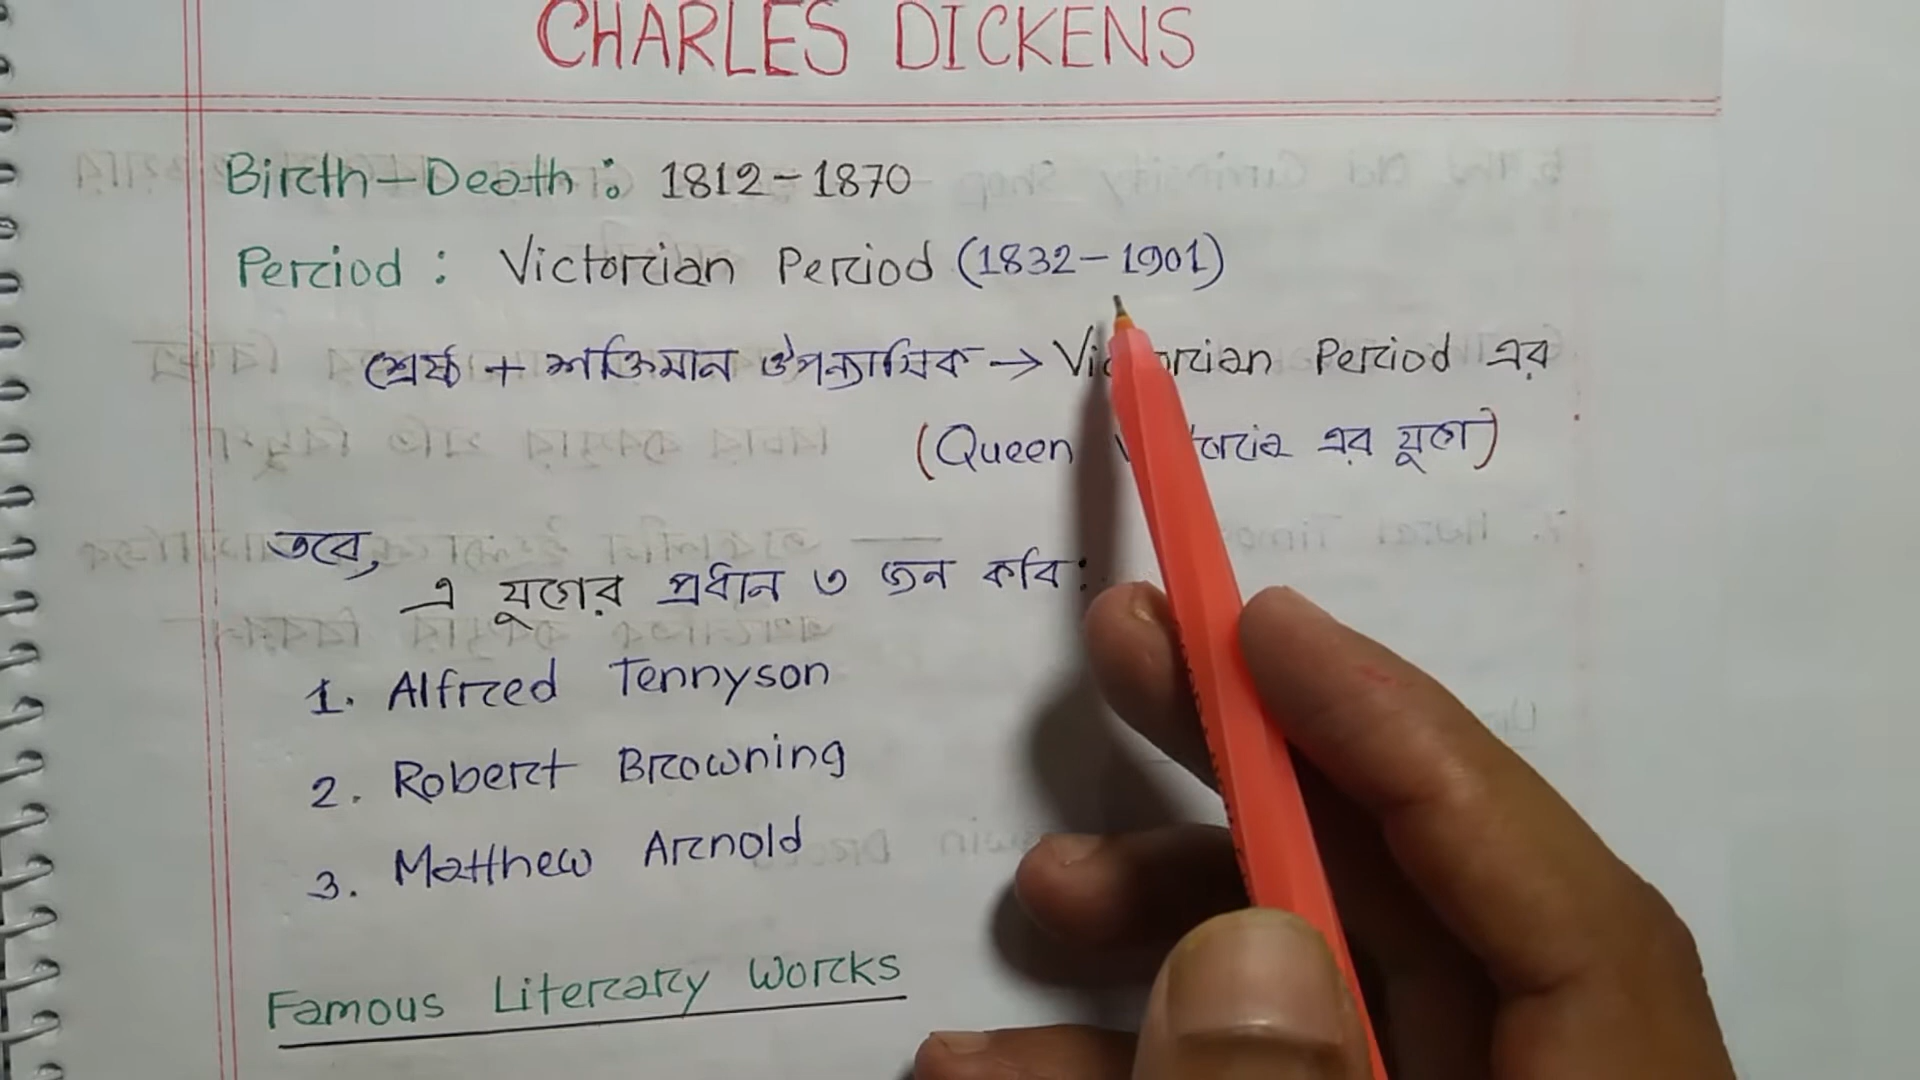 CHARLES DICKENS
Birth-Death: 1812-1870
Period: Victorian Period (1832-1901)
শ্রেষ্ঠ + শক্তিমান ঔপন্যাসিক → Victorian Period এর
(Queen Victoria এর যুগে)
তবে,
এ যুগের প্রধান ৩ জন কবি:
1. Alfred Tennyson
2. Robert Browning
3. Matthew Arnold
Famous Literary Works